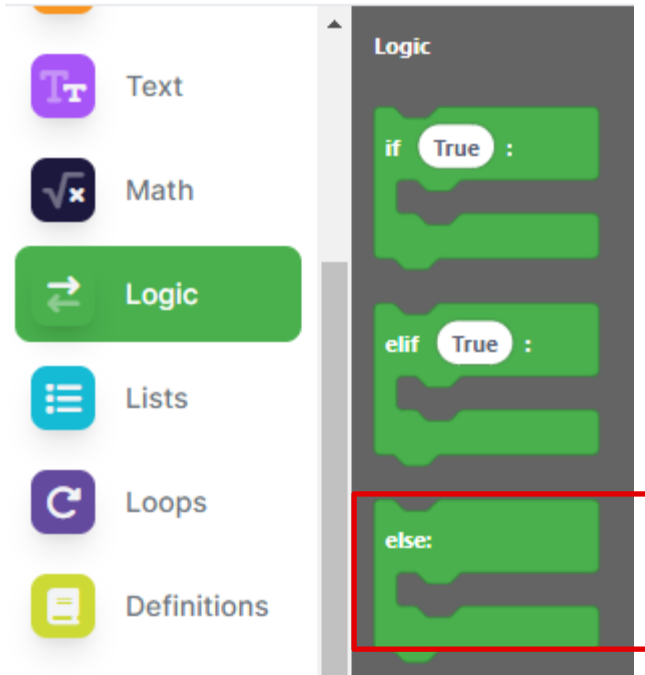 Text
Math
Logic
Lists
Loops
Definitions
Logic
if True :
elif True :
else: